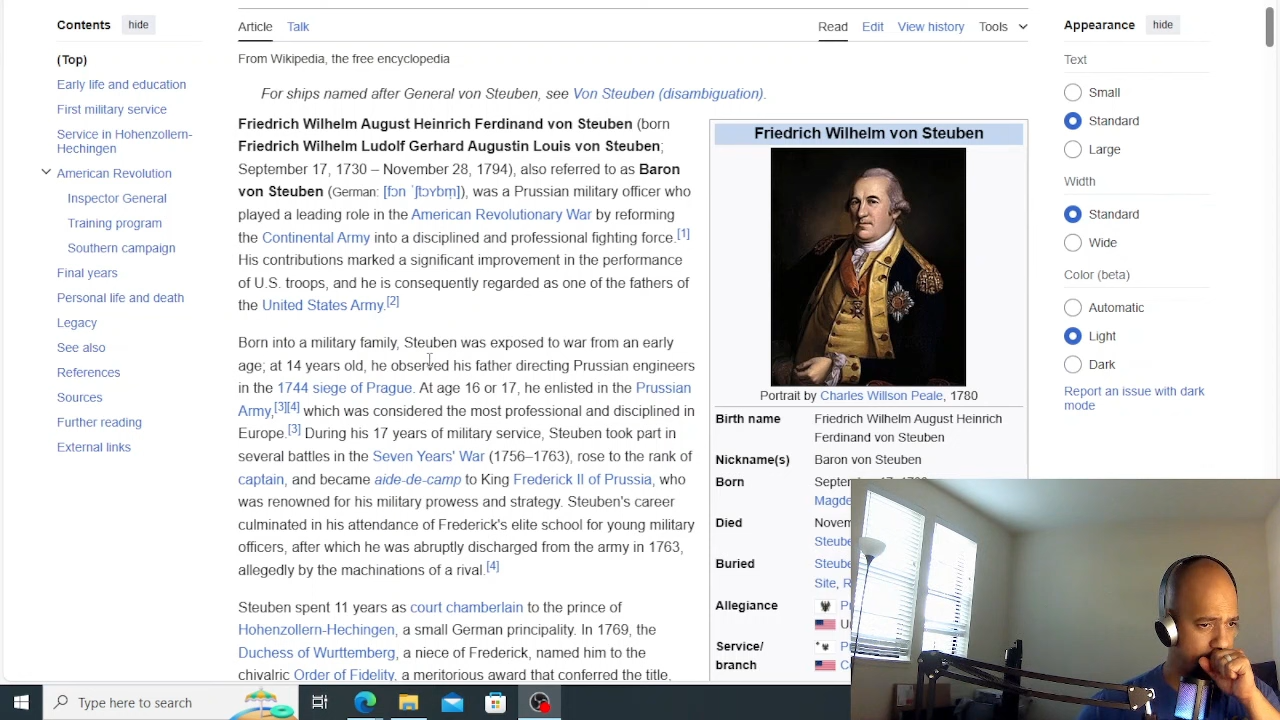 Contents hide
(Top)
Early life and education
First military service
Service in Hohenzollern-
Hechingen
American Revolution
Inspector General
Training program
Southern campaign
Final years
Personal life and death
Legacy
See also
References
Sources
Further reading
External links
Article Talk Read Edit View history Tools
From Wikipedia, the free encyclopedia
For ships named after General von Steuben, see Von Steuben (disambiguation).
Friedrich Wilhelm August Heinrich Ferdinand von Steuben (born
Friedrich Wilhelm Ludolf Gerhard Augustin Louis von Steuben;
September 17, 1730 – November 28, 1794), also referred to as Baron
von Steuben (German: [fɔn ˈʃtɔʏbm̩]), was a Prussian military officer who
played a leading role in the American Revolutionary War by reforming
the Continental Army into a disciplined and professional fighting force.[1]
His contributions marked a significant improvement in the performance
of U.S. troops, and he is consequently regarded as one of the fathers of
the United States Army.[2]
Born into a military family, Steuben was exposed to war from an early
age; at 14 years old, he observed his father directing Prussian engineers
in the 1744 siege of Prague. At age 16 or 17, he enlisted in the Prussian
Army,[3][4] which was considered the most professional and disciplined in
Europe.[3] During his 17 years of military service, Steuben took part in
several battles in the Seven Years' War (1756–1763), rose to the rank of
captain, and became aide-de-camp to King Frederick II of Prussia, who
was renowned for his military prowess and strategy. Steuben's career
culminated in his attendance of Frederick's elite school for young military
officers, after which he was abruptly discharged from the army in 1763,
allegedly by the machinations of a rival.[4]
Steuben spent 11 years as court chamberlain to the prince of
Hohenzollern-Hechingen, a small German principality. In 1769, the
Duchess of Wurttemberg, a niece of Frederick, named him to the
chivalric Order of Fidelity, a meritorious award that conferred the title,
Friedrich Wilhelm von Steuben
Portrait by Charles Willson Peale, 1780
Birth name Friedrich Wilhelm August Heinrich
Ferdinand von Steuben
Nickname(s) Baron von Steuben
Born
Died
Buried
Allegiance
Service/
branch
Appearance hide
Text
Small
Standard
Large
Width
Standard
Wide
Color (beta)
Automatic
Light
Dark
Report an issue with dark
mode
Type here to search